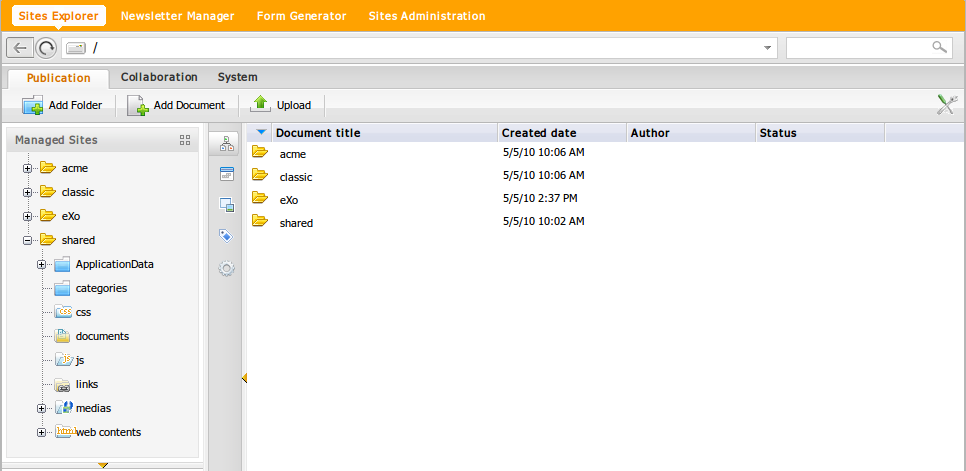 Sites Explorer Newsletter Manager Form Generator Sites Administration
/
Publication Collaboration System
Add Folder Add Document Upload
Managed Sites
acme
classic
eXo
shared
ApplicationData
categories
css css
documents
js js
links
medias
html web contents
Document title Created date Author Status
acme 5/5/10 10:06 AM
classic 5/5/10 10:06 AM
eXo 5/5/10 2:37 PM
shared 5/5/10 10:02 AM